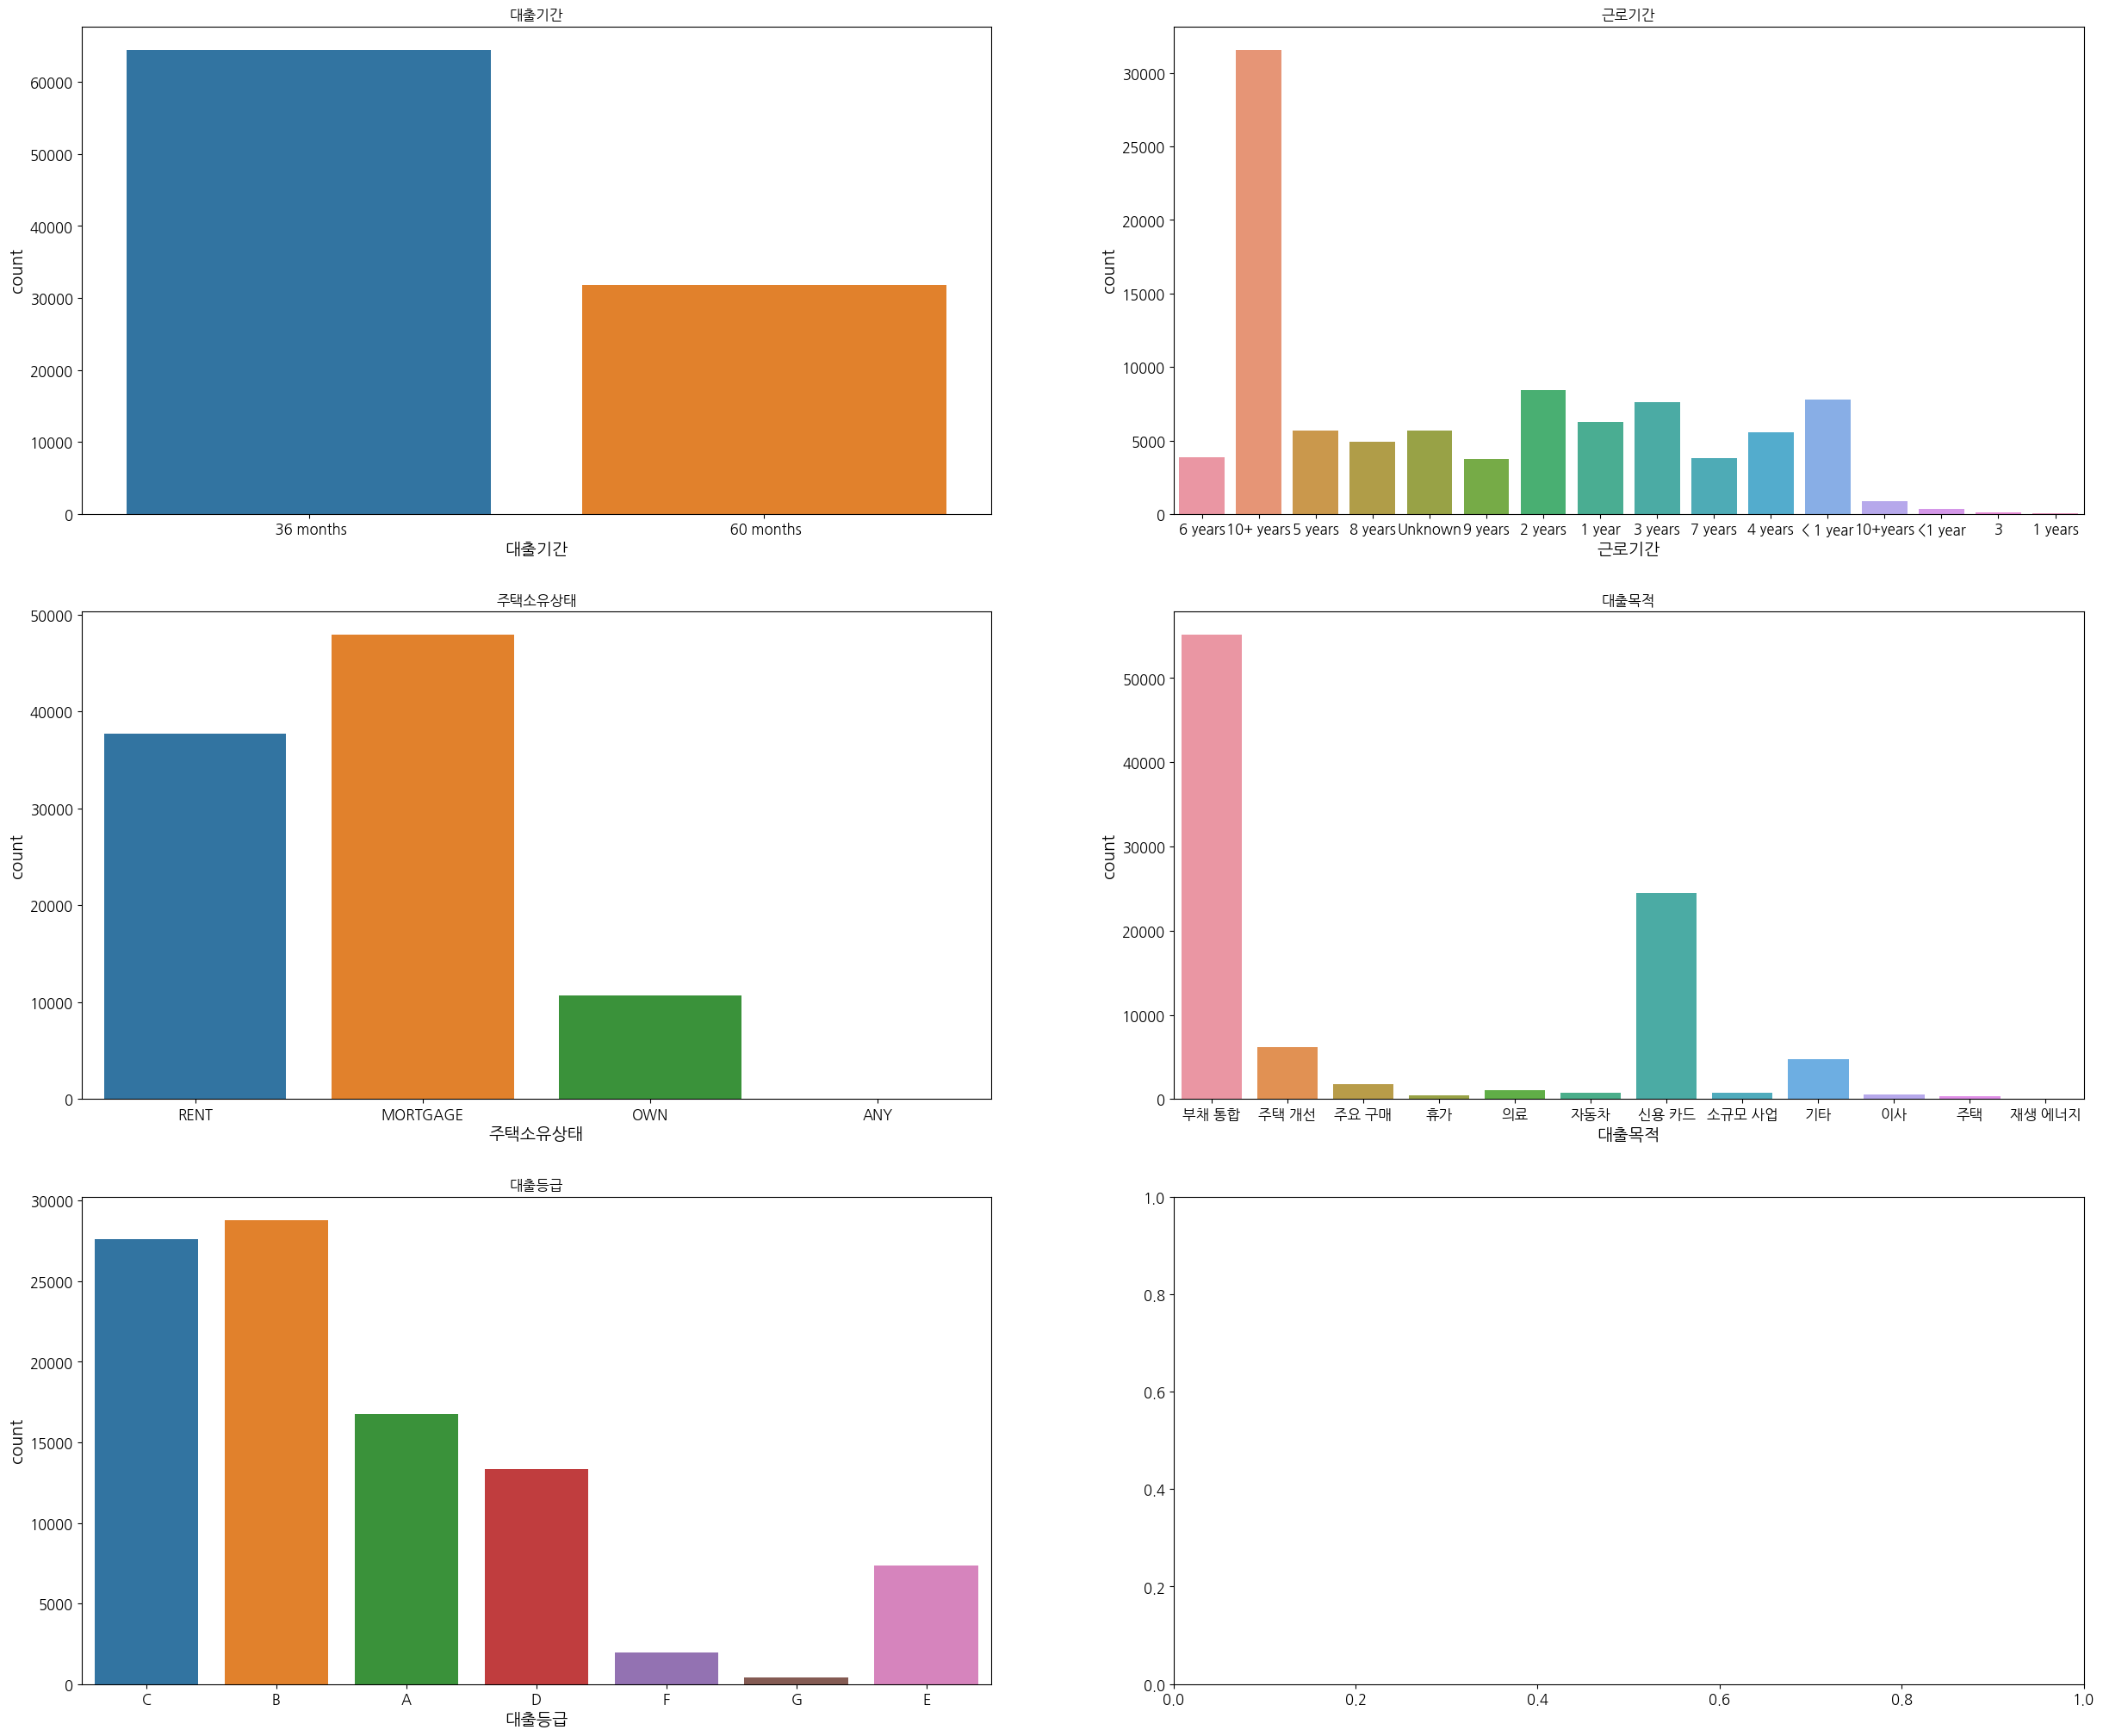 대출기간
60000
50000
40000
30000
20000
10000
0
count
36 months 60 months
대출기간
근로기간
30000
25000
20000
15000
10000
5000
0
count
6 years 10+ years 5 years 8 years Unknown 9 years 2 years 1 year 3 years 7 years 4 years < 1 year 10+years <1 year 3 1 years
근로기간
주택소유상태
50000
40000
30000
20000
10000
0
count
RENT MORTGAGE OWN ANY
주택소유상태
대출목적
50000
40000
30000
20000
10000
0
count
부채 통합 주택 개선 주요 구매 휴가 의료 자동차 신용 카드 소규모 사업 기타 이사 주택 재생 에너지
대출목적
대출등급
30000
25000
20000
15000
10000
5000
0
count
C B A D F G E
대출등급
1.0
0.8
0.6
0.4
0.2
0.0
0.0 0.2 0.4 0.6 0.8 1.0